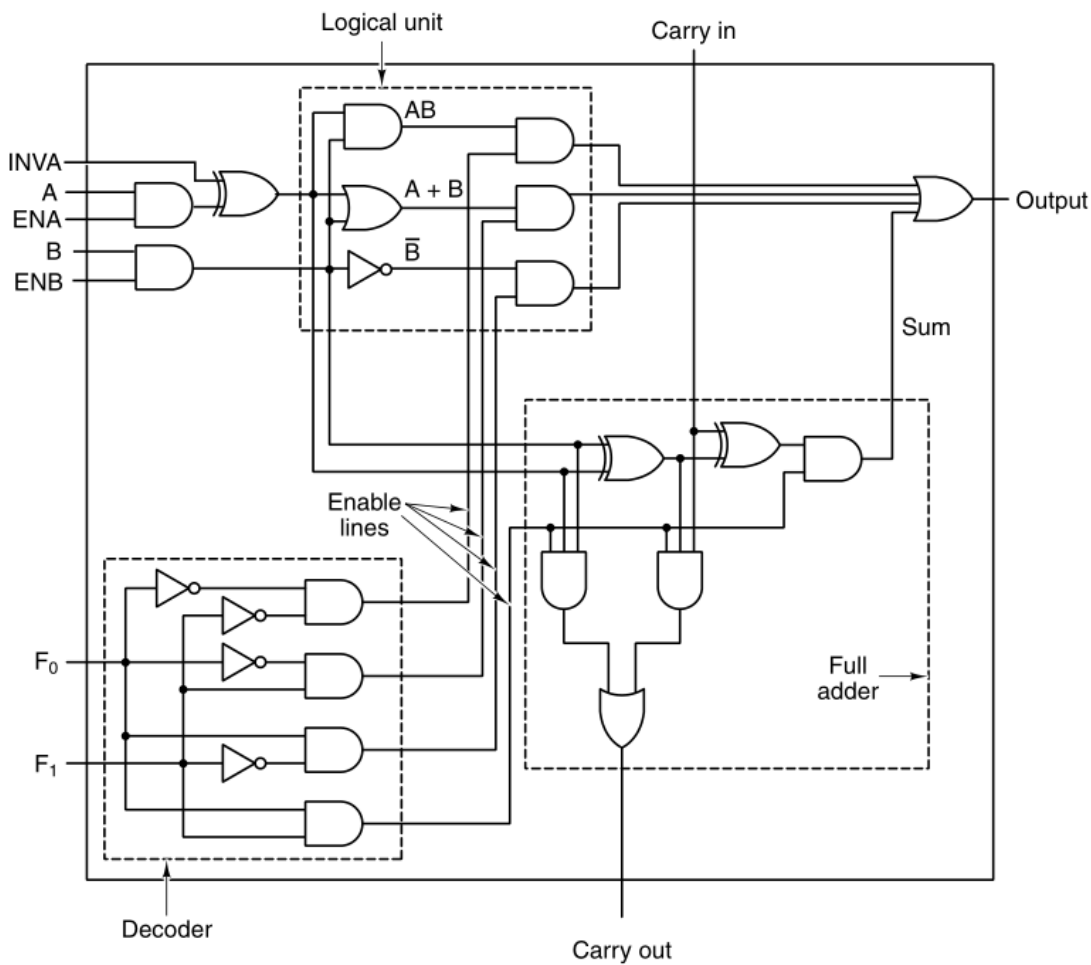 Logical unit
Carry in
AB
INVA
A
A + B
Output
ENA
B
B̅
ENB
Sum
Enable
lines
F₀
Full
adder
F₁
Decoder
Carry out